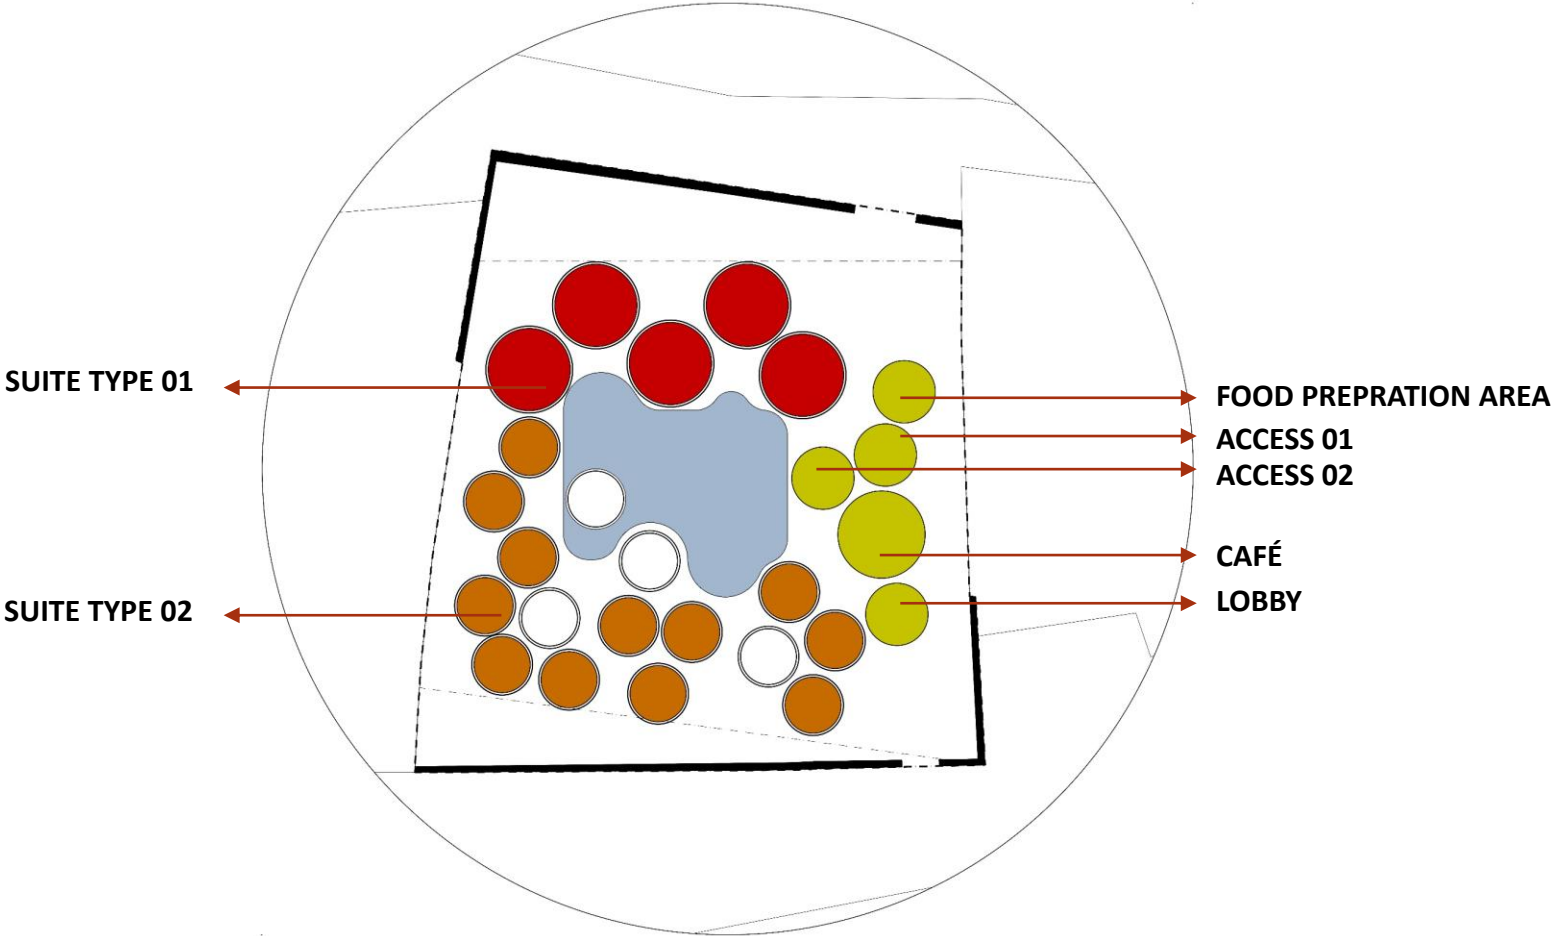 SUITE TYPE 01
SUITE TYPE 02
FOOD PREPRATION AREA
ACCESS 01
ACCESS 02
CAFÉ
LOBBY